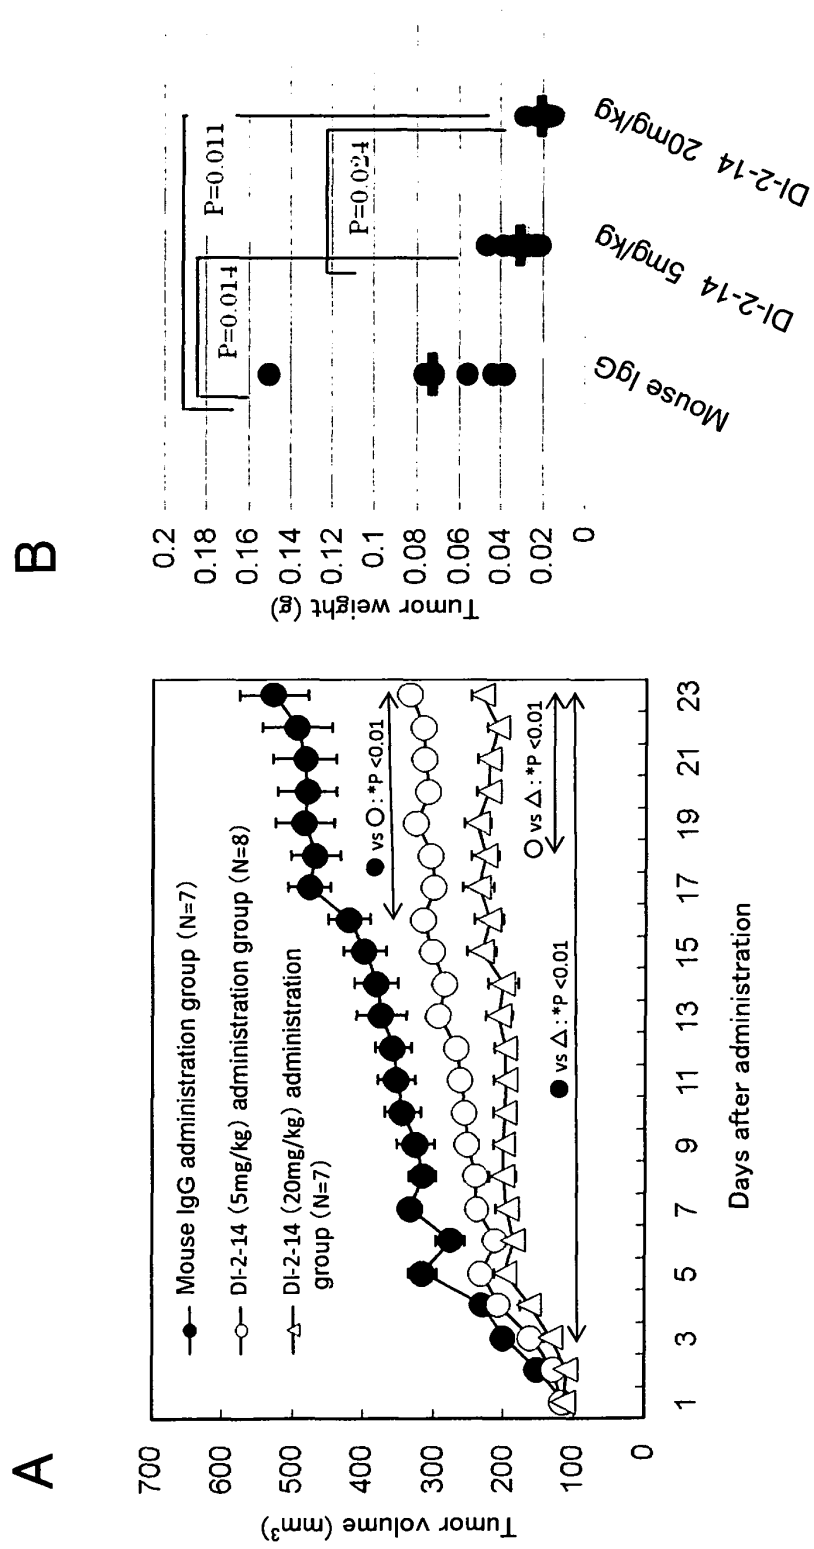 A
Tumor volume (mm³)
700
600
500
400
300
200
100
0
Mouse IgG administration group (N=7)
DI-2-14 (5mg/kg) administration group (N=8)
DI-2-14 (20mg/kg) administration
group (N=7)
● vs ○: *P <0.01
○ vs △: *P <0.01
● vs △: *P <0.01
1 3 5 7 9 11 13 15 17 19 21 23
Days after administration
B
Tumor weight (g)
0.2
0.18
0.16
0.14
0.12
0.1
0.08
0.06
0.04
0.02
0
P=0.011
P=0.014
P=0.024
Mouse IgG
DI-2-14 5mg/kg
DI-2-14 20mg/kg